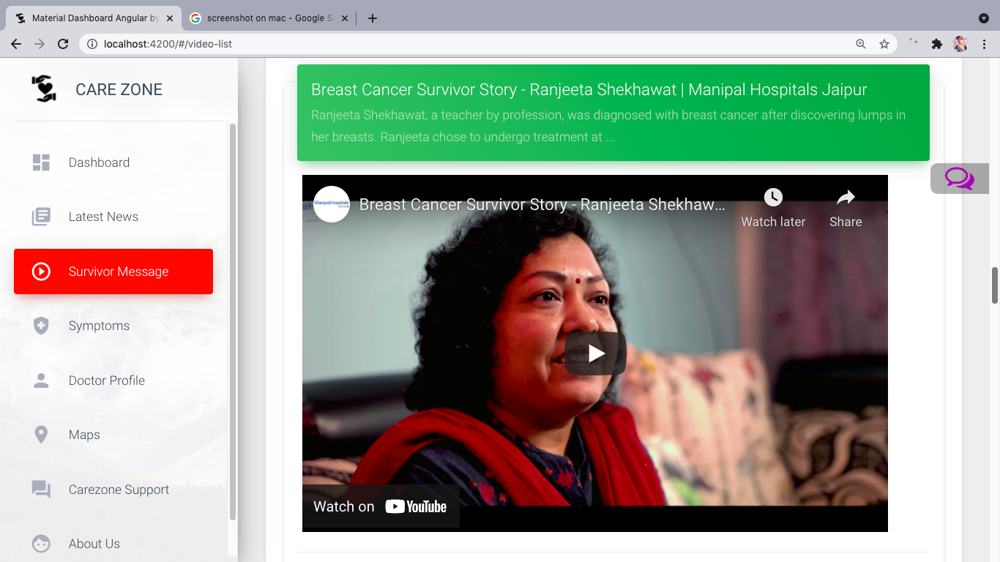 Material Dashboard Angular by
screenshot on mac - Google S
localhost:4200/#/video-list
CARE ZONE
Dashboard
Latest News
Survivor Message
Symptoms
Doctor Profile
Maps
Carezone Support
About Us
Breast Cancer Survivor Story - Ranjeeta Shekhawat | Manipal Hospitals Jaipur
Ranjeeta Shekhawat, a teacher by profession, was diagnosed with breast cancer after discovering lumps in
her breasts. Ranjeeta chose to undergo treatment at ...
ManipalHospitals
Breast Cancer Survivor Story - Ranjeeta Shekhaw...
Watch later
Share
Watch on YouTube